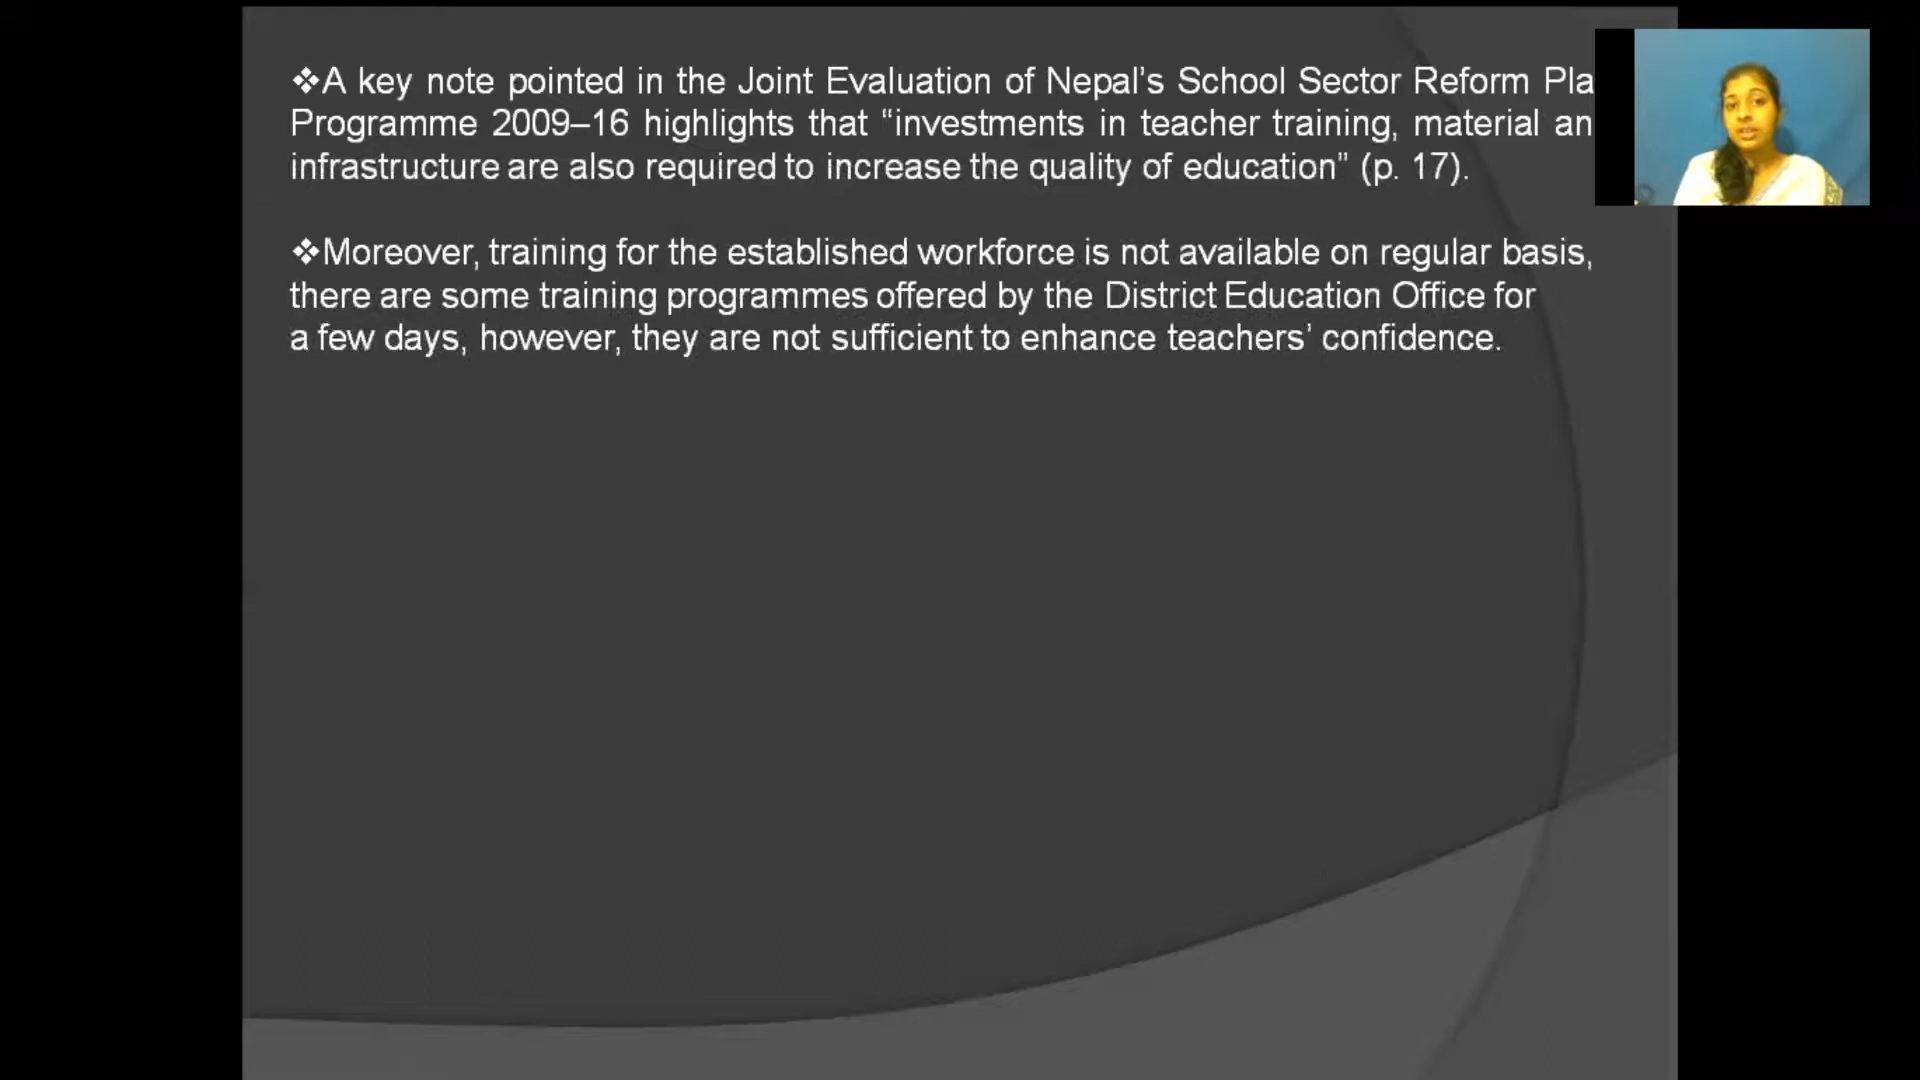 ❖A key note pointed in the Joint Evaluation of Nepal’s School Sector Reform
Programme 2009–16 highlights that “investments in teacher training, material
infrastructure are also required to increase the quality of education” (p. 17).
❖Moreover, training for the established workforce is not available on regular basis,
there are some training programmes offered by the District Education Office for
a few days, however, they are not sufficient to enhance teachers’ confidence.